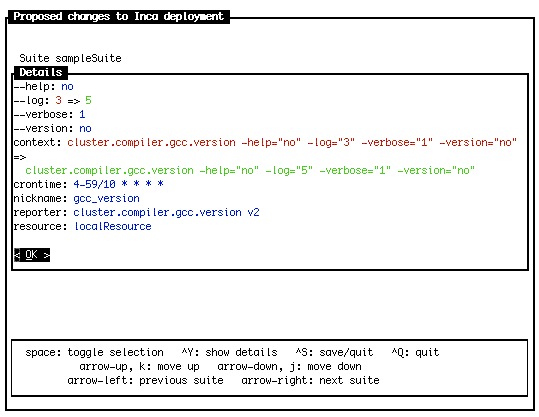 Proposed changes to Inca deployment
Suite sampleSuite
Details
--help: no
--log: 3 => 5
--verbose: 1
--version: no
context: cluster.compiler.gcc.version -help="no" -log="3" -verbose="1" -version="no"
=>
cluster.compiler.gcc.version -help="no" -log="5" -verbose="1" -version="no"
crontime: 4-59/10 * * * *
nickname: gcc_version
reporter: cluster.compiler.gcc.version v2
resource: localResource
< OK >
space: toggle selection ^Y: show details ^S: save/quit ^Q: quit
arrow-up, k: move up arrow-down, j: move down
arrow-left: previous suite arrow-right: next suite